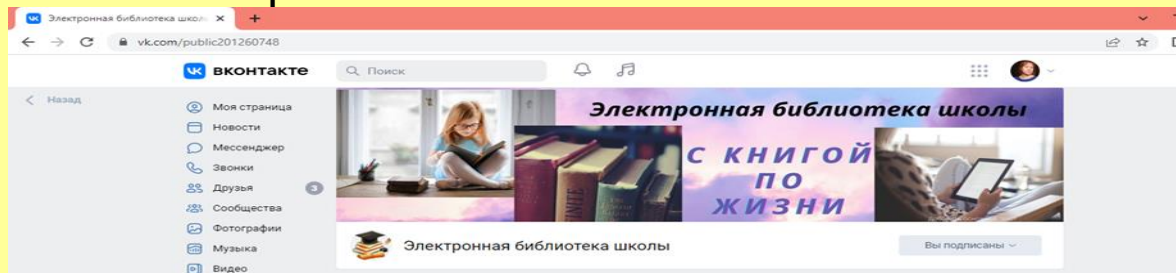 Электронная библиотека школ
vk.com/public201260748
ВКОНТАКТЕ
Поиск
Назад
Моя страница
Новости
Мессенджер
Звонки
Друзья 3
Сообщества
Фотографии
Музыка
Видео
Электронная библиотека школы
С КНИГОЙ
ПО
ЖИЗНИ
Электронная библиотека школы
Вы подписаны